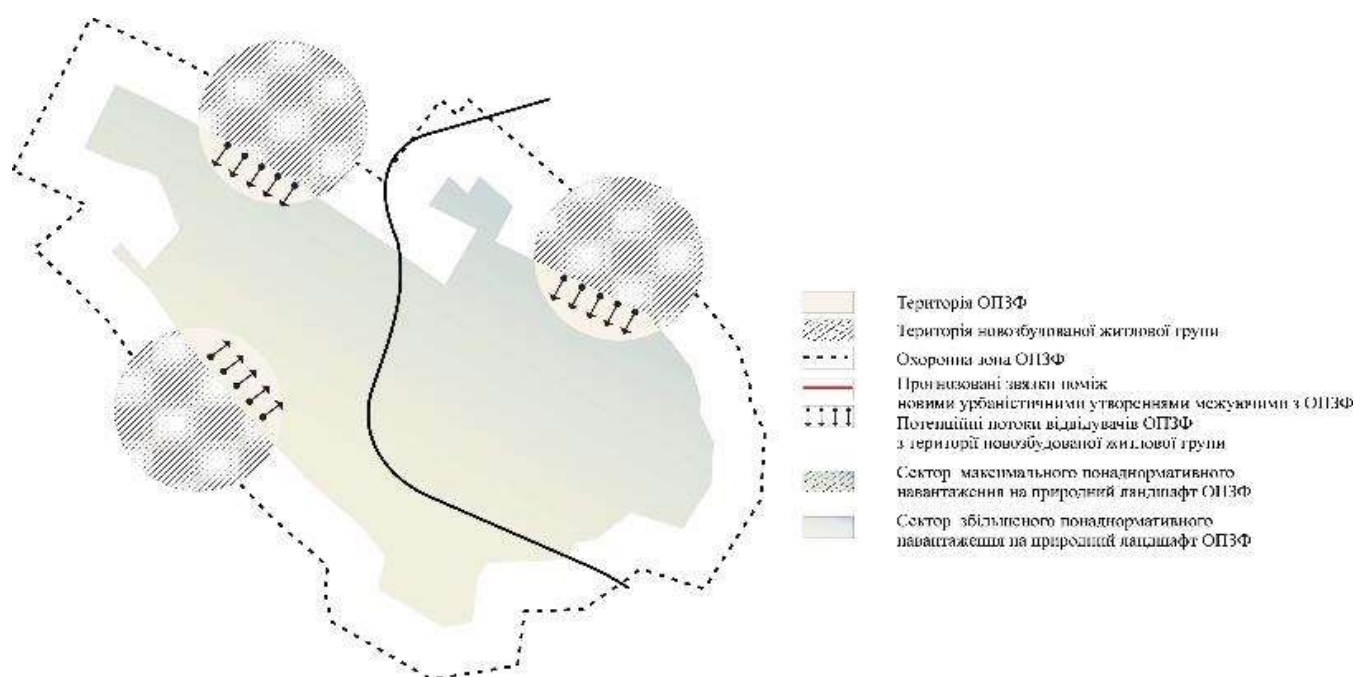 Територія ОПЗФ
Територія новозбудованої житлової групи
Охоронна зона ОПЗФ
Прогнозовані звязки поміж
новими урбаністичними утвореннями межуючими з ОПЗФ
Потенційні потоки відвідувачів ОПЗФ
з території новозбудованої житлової групи
Сектор максимального понаднормативного
навантаження на природний ландшафт ОПЗФ
Сектор збільшеного понаднормативного
навантаження на природний ландшафт ОПЗФ